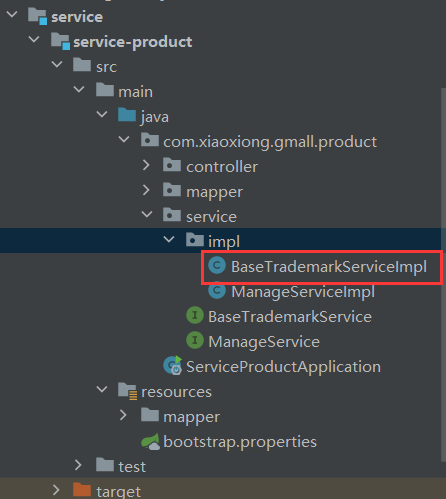 service
service-product
src
main
java
com.xiaoxiong.gmall.product
controller
mapper
service
impl
BaseTrademarkServiceImpl
ManageServiceImpl
BaseTrademarkService
ManageService
ServiceProductApplication
resources
mapper
bootstrap.properties
test
target